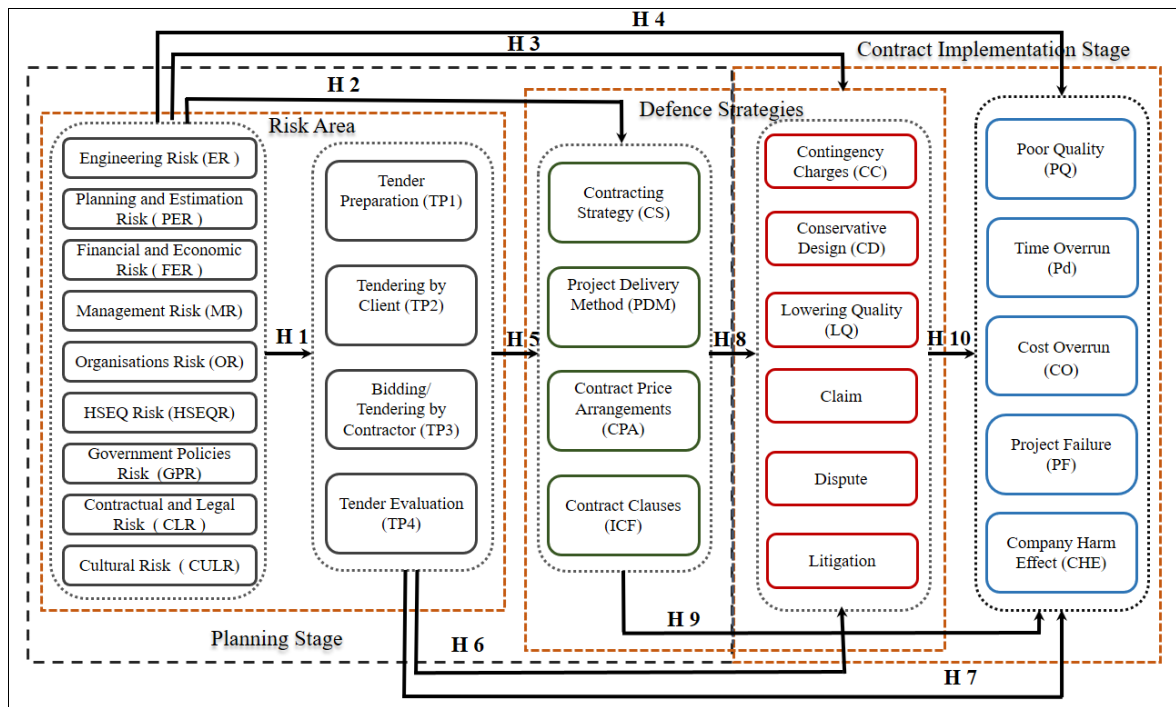 H 4
H 3
Contract Implementation Stage
H 2
Defence Strategies
Risk Area
Engineering Risk (ER )
Planning and Estimation
Risk ( PER )
Financial and Economic
Risk ( FER )
Management Risk (MR)
Organisations Risk (OR)
HSEQ Risk (HSEQR)
Government Policies
Risk (GPR)
Contractual and Legal
Risk ( CLR )
Cultural Risk ( CULR)
H 1
Tender
Preparation (TP1)
Tendering by
Client (TP2)
Bidding/
Tendering by
Contractor (TP3)
Tender Evaluation
(TP4)
H 5
Contracting
Strategy (CS)
Project Delivery
Method (PDM)
Contract Price
Arrangements
(CPA)
Contract Clauses
(ICF)
H 8
Contingency
Charges (CC)
Conservative
Design (CD)
Lowering Quality
(LQ)
Claim
Dispute
Litigation
H 10
Poor Quality
(PQ)
Time Overrun
(Pd)
Cost Overrun
(CO)
Project Failure
(PF)
Company Harm
Effect (CHE)
Planning Stage
H 6
H 9
H 7